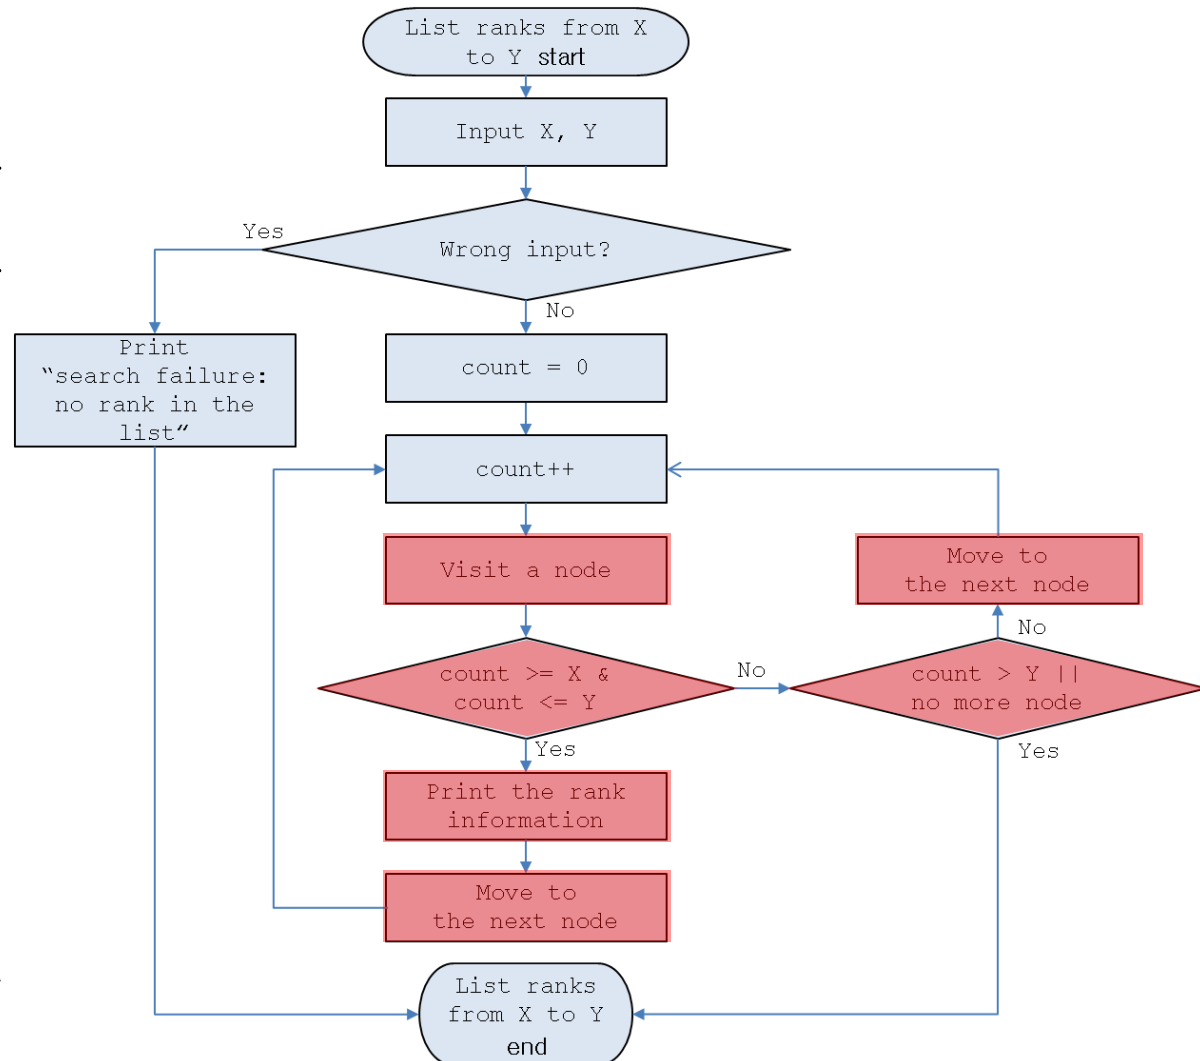 List ranks from X
to Y start
Input X, Y
Yes
Wrong input?
No
Print
“search failure:
no rank in the
list”
count = 0
count++
Visit a node
Move to
the next node
No
count >= X &
count <= Y
No
count > Y ||
no more node
Yes
Yes
Print the rank
information
Move to
the next node
List ranks
from X to Y
end